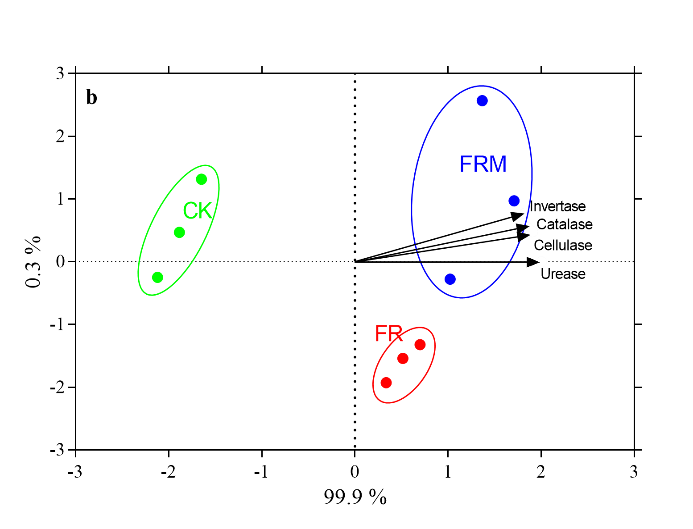 3
b
2
FRM
CK
Invertase
1
Catalase
Cellulase
0
Urease
0.3 %
-1
FR
-2
-3
-3 -2 -1 0 1 2 3
99.9 %